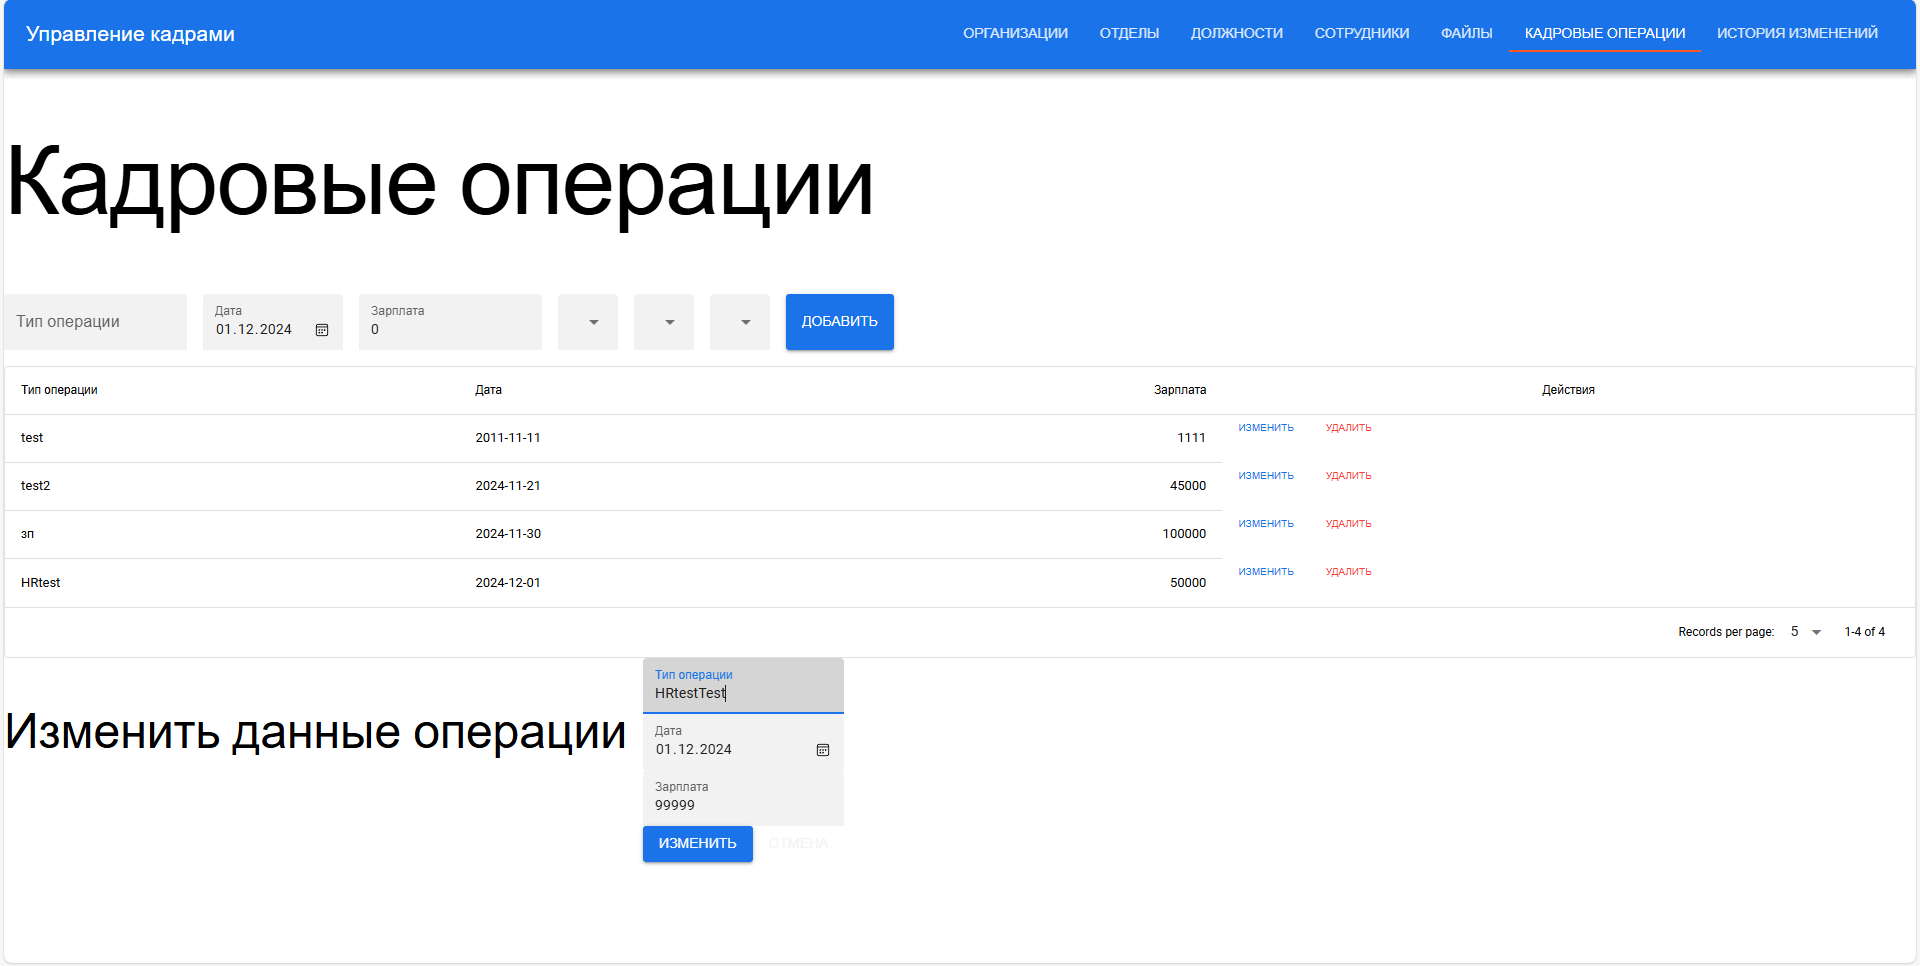 Управление кадрами
ОРГАНИЗАЦИИ ОТДЕЛЫ ДОЛЖНОСТИ СОТРУДНИКИ ФАЙЛЫ КАДРОВЫЕ ОПЕРАЦИИ ИСТОРИЯ ИЗМЕНЕНИЙ
Кадровые операции
Тип операции
Дата
01.12.2024
Зарплата
0
ДОБАВИТЬ
Тип операции Дата Зарплата Действия
test 2011-11-11 1111 ИЗМЕНИТЬ УДАЛИТЬ
test2 2024-11-21 45000 ИЗМЕНИТЬ УДАЛИТЬ
зп 2024-11-30 100000 ИЗМЕНИТЬ УДАЛИТЬ
HRtest 2024-12-01 50000 ИЗМЕНИТЬ УДАЛИТЬ
Records per page: 5 1-4 of 4
Изменить данные операции
Тип операции
HRtestTest
Дата
01.12.2024
Зарплата
99999
ИЗМЕНИТЬ ОТМЕНА